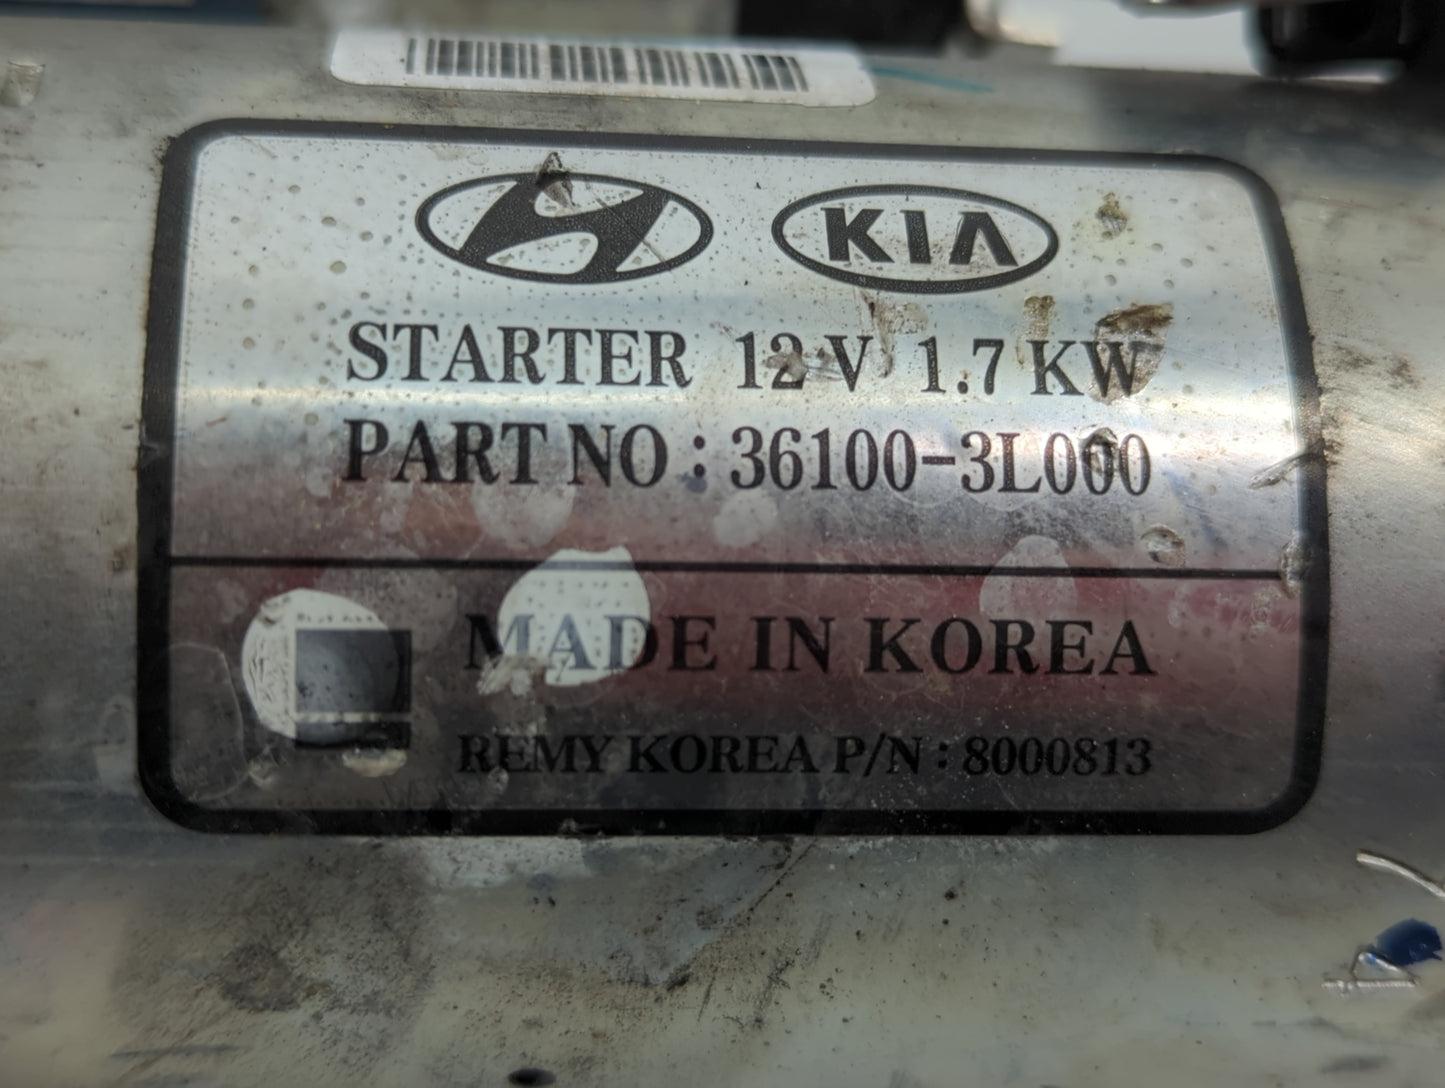 KIA
STARTER 12 V 1.7 KW
PART NO : 36100-3L000
MADE IN KOREA
REMY KOREA P/N : 8000813